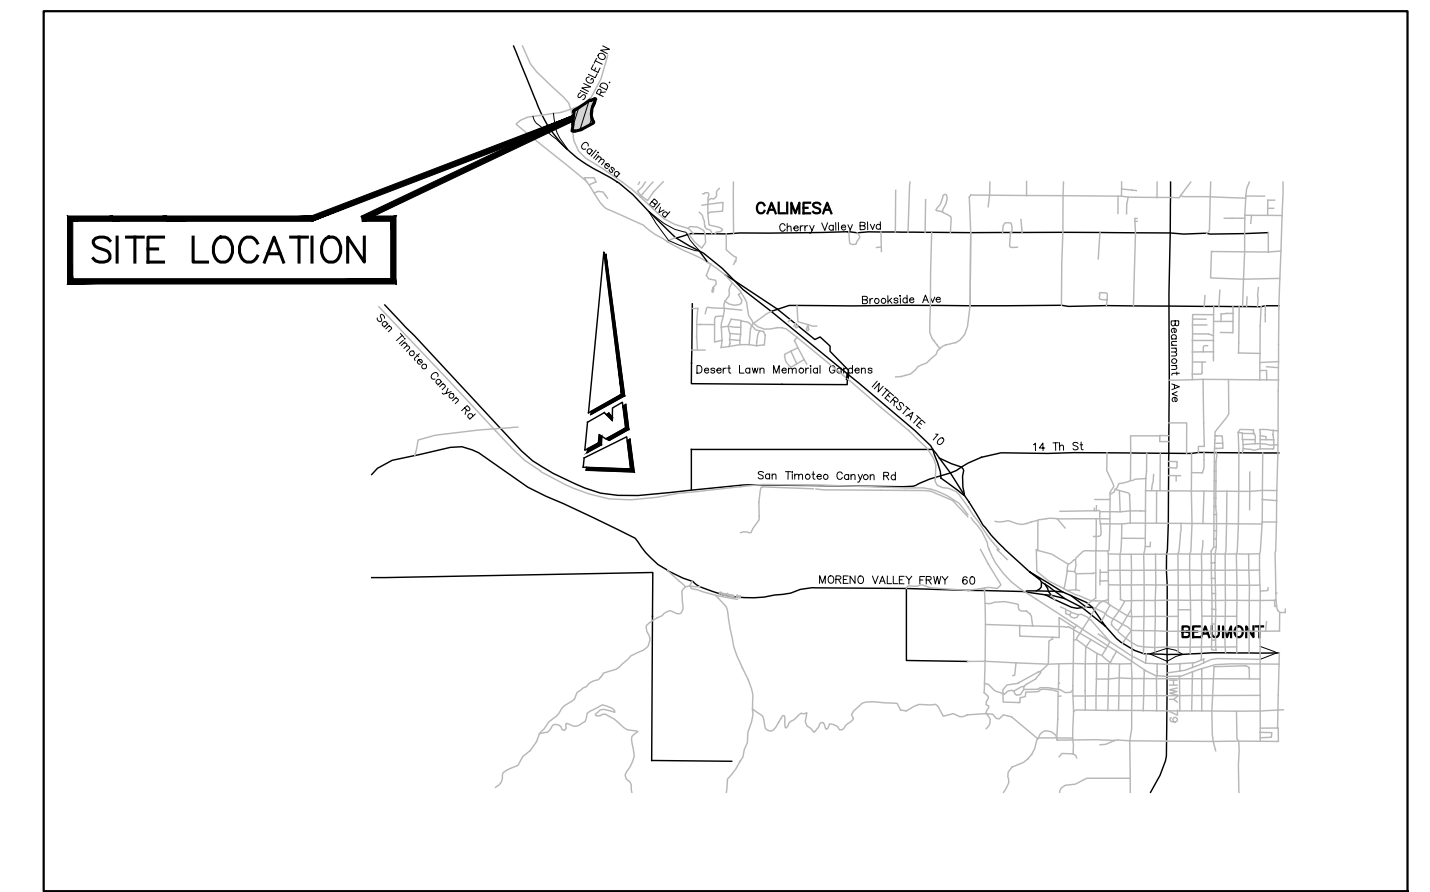 SINGLETON
RD.
Calimesa
Blvd
SITE LOCATION
CALIMESA
Cherry Valley Blvd
Brookside Ave
San Timoteo Canyon Rd
Beaumont Ave
Desert Lawn Memorial Gardens
INTERSTATE 10
N
14 Th St
San Timoteo Canyon Rd
MORENO VALLEY FRWY 60
BEAUMONT
HWY 79